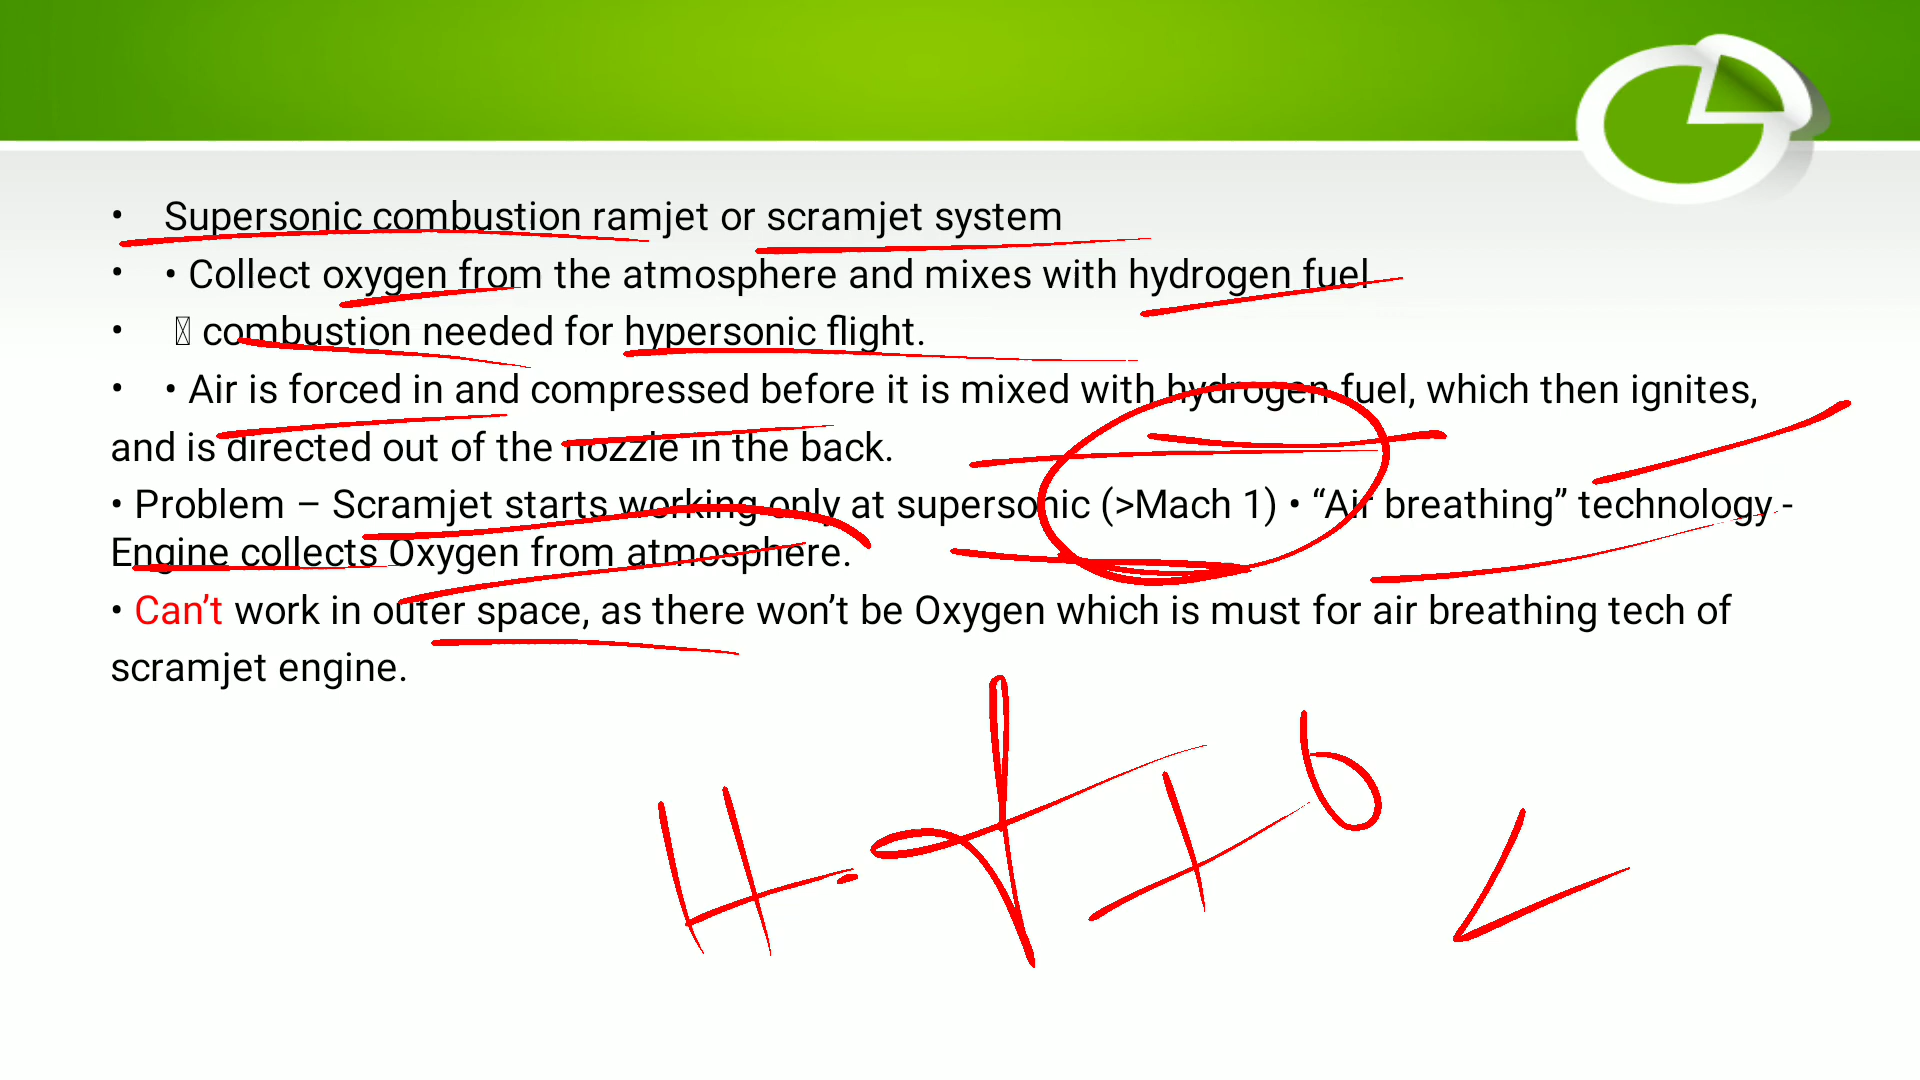 • Supersonic combustion ramjet or scramjet system
• • Collect oxygen from the atmosphere and mixes with hydrogen fuel
• combustion needed for hypersonic flight.
• • Air is forced in and compressed before it is mixed with hydrogen fuel, which then ignites,
and is directed out of the nozzle in the back.
• Problem – Scramjet starts working only at supersonic (>Mach 1) • “Air breathing” technology -
Engine collects Oxygen from atmosphere.
• Can’t work in outer space, as there won’t be Oxygen which is must for air breathing tech of
scramjet engine.